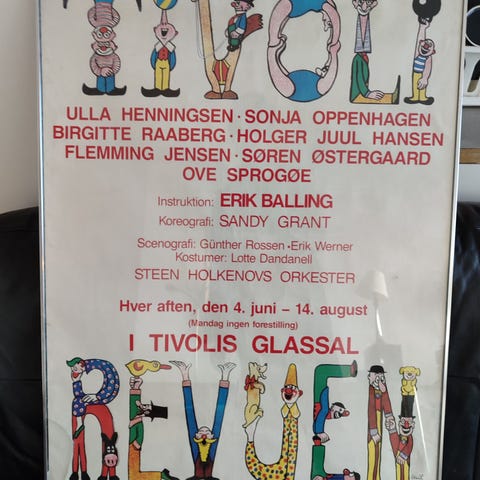 TIVOLI
ULLA HENNINGSEN · SONJA OPPENHAGEN
BIRGITTE RAABERG · HOLGER JUUL HANSEN
FLEMMING JENSEN · SØREN ØSTERGAARD
OVE SPROGØE
Instruktion: ERIK BALLING
Koreografi: SANDY GRANT
Scenografi: Günther Rossen · Erik Werner
Kostumer: Lotte Dandanell
STEEN HOLKENOVS ORKESTER
Hver aften, den 4. juni – 14. august
(Mandag ingen forestilling)
I TIVOLIS GLASSAL
REVUEN